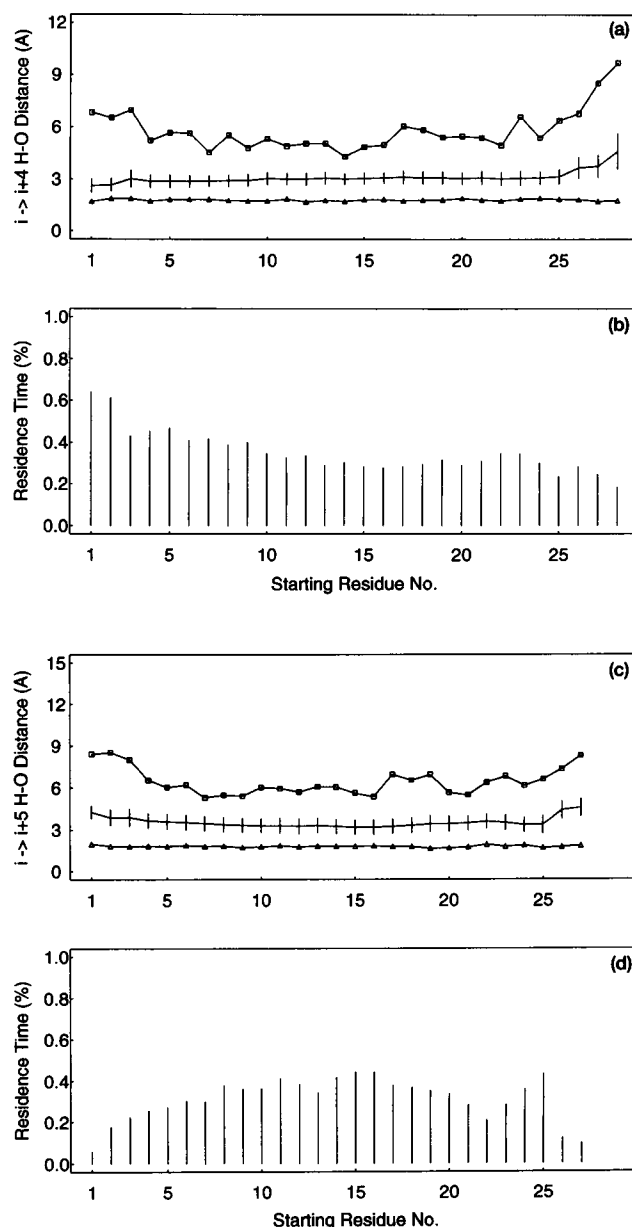 (a)
i -> i+4 H-O Distance (A)
12
9
6
3
0
1 5 10 15 20 25
(b)
Residence Time (%)
1.0
0.8
0.6
0.4
0.2
0.0
1 5 10 15 20 25
Starting Residue No.
(c)
i -> i+5 H-O Distance (A)
15
12
9
6
3
0
1 5 10 15 20 25
(d)
Residence Time (%)
1.0
0.8
0.6
0.4
0.2
0.0
1 5 10 15 20 25
Starting Residue No.